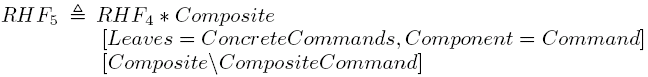 RHF₅ ≜ RHF₄ ∗ Composite
[Leaves = ConcreteCommands, Component = Command]
[Composite\CompositeCommand]